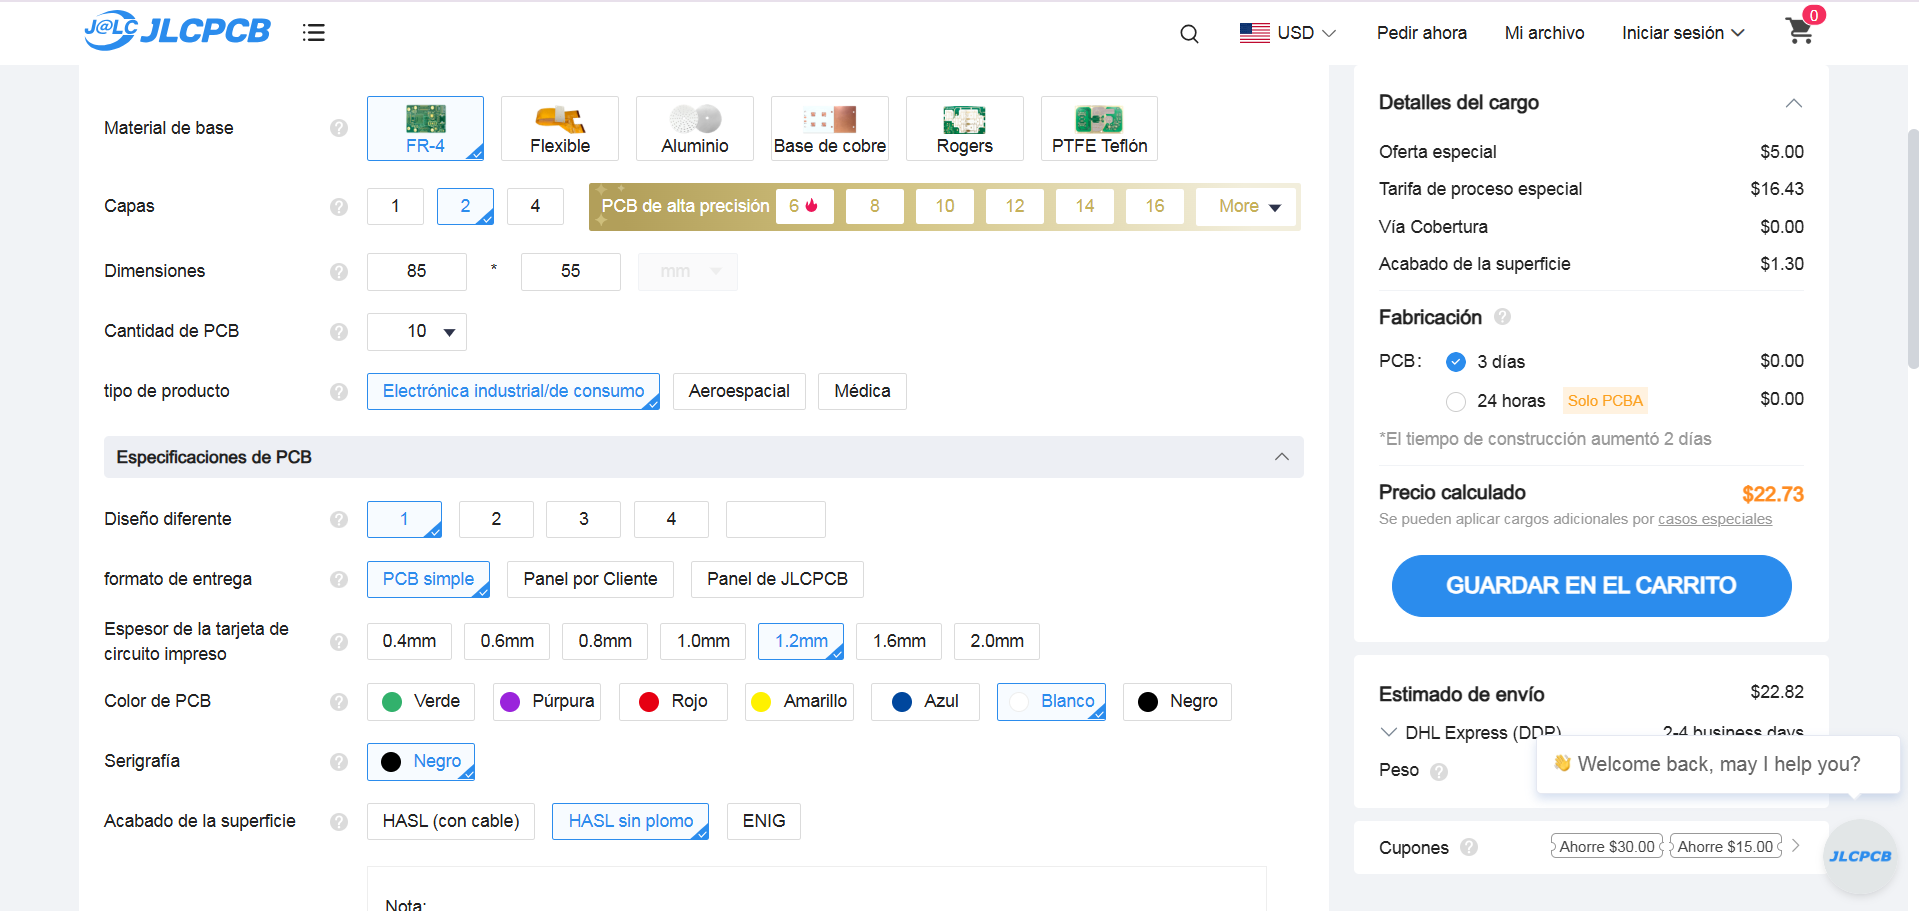 J@LC JLCPCB
USD
Pedir ahora
Mi archivo
Iniciar sesión
0
Material de base
FR-4
Flexible
Aluminio
Base de cobre
Rogers
PTFE Teflón
Capas
1
2
4
PCB de alta precisión
6
8
10
12
14
16
More
Dimensiones
85
*
55
mm
Cantidad de PCB
10
tipo de producto
Electrónica industrial/de consumo
Aeroespacial
Médica
Especificaciones de PCB
Diseño diferente
1
2
3
4
formato de entrega
PCB simple
Panel por Cliente
Panel de JLCPCB
Espesor de la tarjeta de
circuito impreso
0.4mm
0.6mm
0.8mm
1.0mm
1.2mm
1.6mm
2.0mm
Color de PCB
Verde
Púrpura
Rojo
Amarillo
Azul
Blanco
Negro
Serigrafía
Negro
Acabado de la superficie
HASL (con cable)
HASL sin plomo
ENIG
Nota:
Detalles del cargo
Oferta especial $5.00
Tarifa de proceso especial $16.43
Vía Cobertura $0.00
Acabado de la superficie $1.30
Fabricación
PCB: 3 días $0.00
24 horas Solo PCBA $0.00
*El tiempo de construcción aumentó 2 días
Precio calculado $22.73
Se pueden aplicar cargos adicionales por casos especiales
GUARDAR EN EL CARRITO
Estimado de envío $22.82
DHL Express (DDP) 2-4 business days
Peso
👋 Welcome back, may I help you?
Cupones
Ahorre $30.00
Ahorre $15.00
JLCPCB